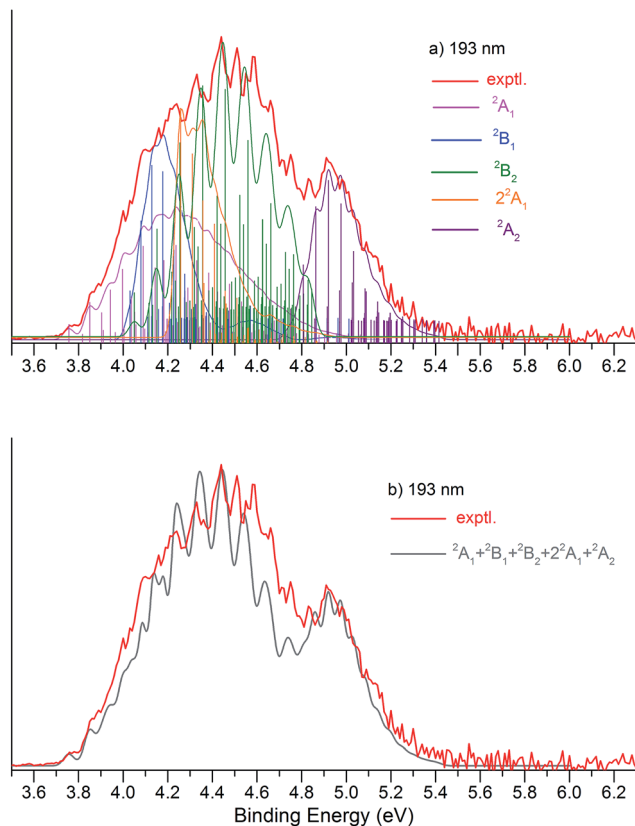 a) 193 nm
exptl.
²A₁
²B₁
²B₂
2²A₁
²A₂
3.6 3.8 4.0 4.2 4.4 4.6 4.8 5.0 5.2 5.4 5.6 5.8 6.0 6.2
b) 193 nm
exptl.
²A₁+²B₁+²B₂+2²A₁+²A₂
3.6 3.8 4.0 4.2 4.4 4.6 4.8 5.0 5.2 5.4 5.6 5.8 6.0 6.2
Binding Energy (eV)